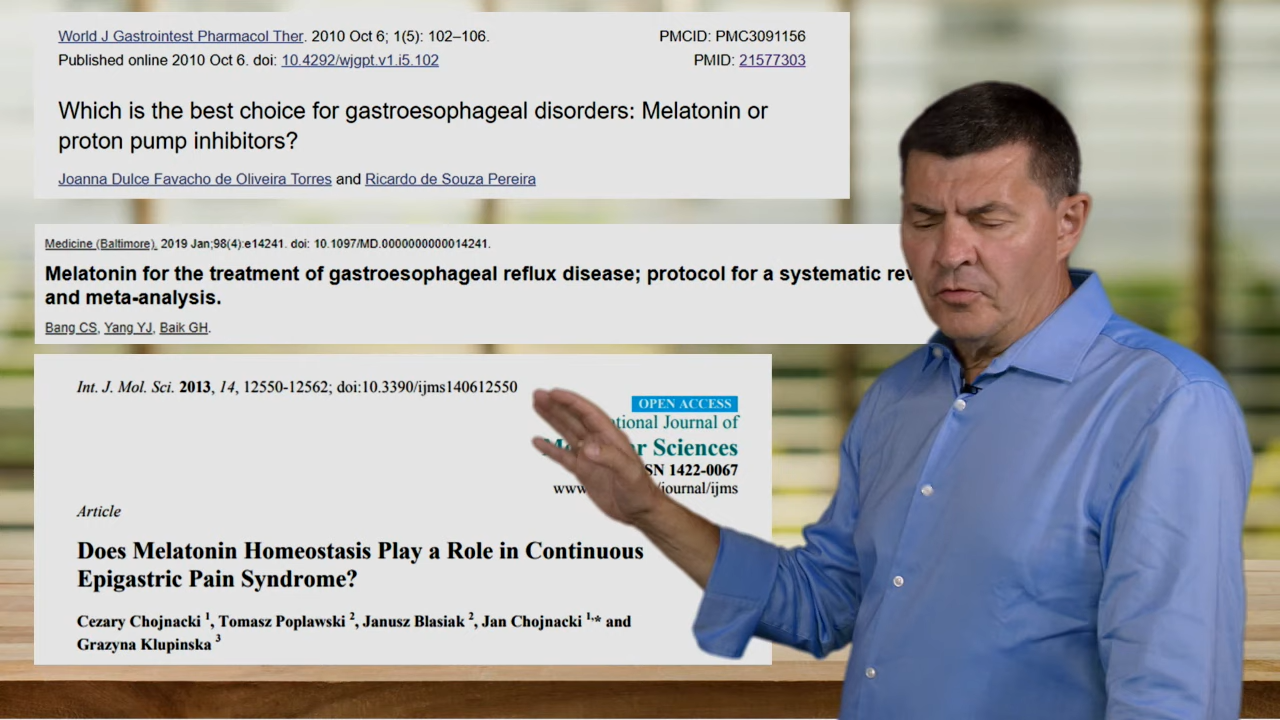 World J Gastrointest Pharmacol Ther. 2010 Oct 6; 1(5): 102–106.
PMCID: PMC3091156
Published online 2010 Oct 6. doi: 10.4292/wjgpt.v1.i5.102
PMID: 21577303
Which is the best choice for gastroesophageal disorders: Melatonin or
proton pump inhibitors?
Joanna Dulce Favacho de Oliveira Torres and Ricardo de Souza Pereira
Medicine (Baltimore). 2019 Jan;98(4):e14241. doi: 10.1097/MD.0000000000014241.
Melatonin for the treatment of gastroesophageal reflux disease; protocol for a systematic
and meta-analysis.
Bang CS, Yang YJ, Baik GH.
Int. J. Mol. Sci. 2013, 14, 12550-12562; doi:10.3390/ijms140612550
OPEN ACCESS
Journal of
Sciences
1422-0067
/journal/ijms
Article
Does Melatonin Homeostasis Play a Role in Continuous
Epigastric Pain Syndrome?
Cezary Chojnacki 1, Tomasz Poplawski 2, Janusz Blasiak 2, Jan Chojnacki 1,* and
Grazyna Klupinska 3